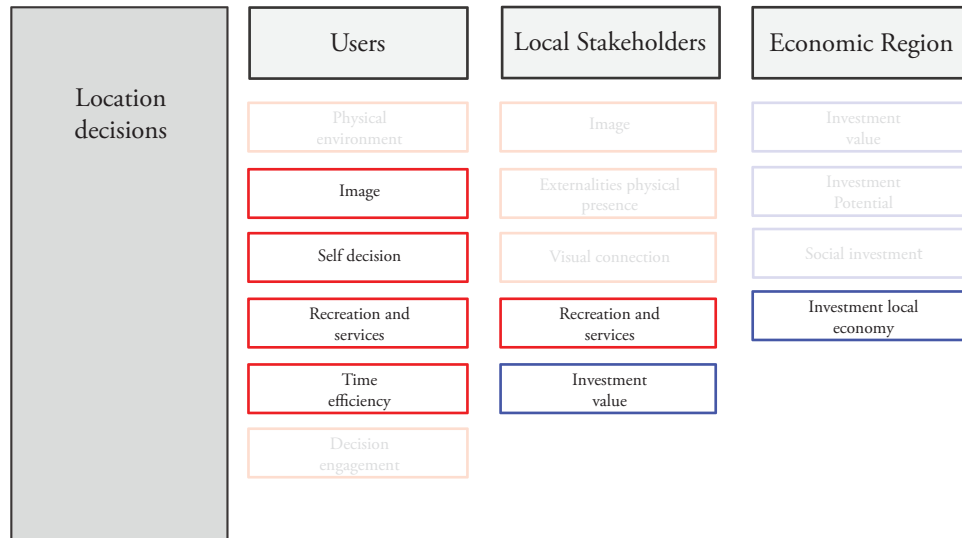 Location
decisions
Users
Physical
environment
Image
Self decision
Recreation and
services
Time
efficiency
Decision
engagement
Local Stakeholders
Image
Externalities physical
presence
Visual connection
Recreation and
services
Investment
value
Economic Region
Investment
value
Investment
Potential
Social investment
Investment local
economy